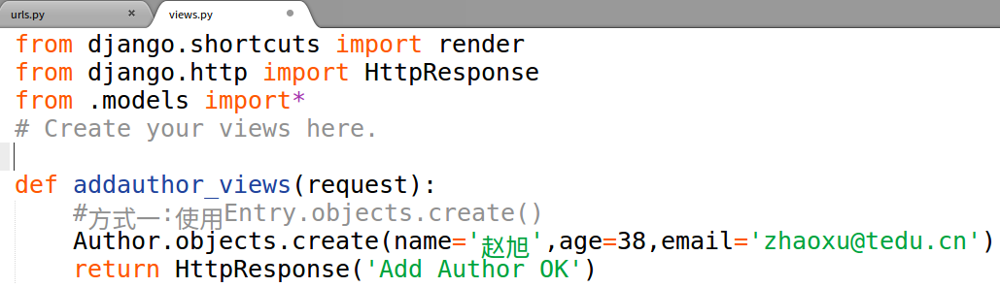 urls.py × views.py
from django.shortcuts import render
from django.http import HttpResponse
from .models import*
# Create your views here.
def addauthor_views(request):
#方式一:使用Entry.objects.create()
Author.objects.create(name='赵旭',age=38,email='zhaoxu@tedu.cn')
return HttpResponse('Add Author OK')